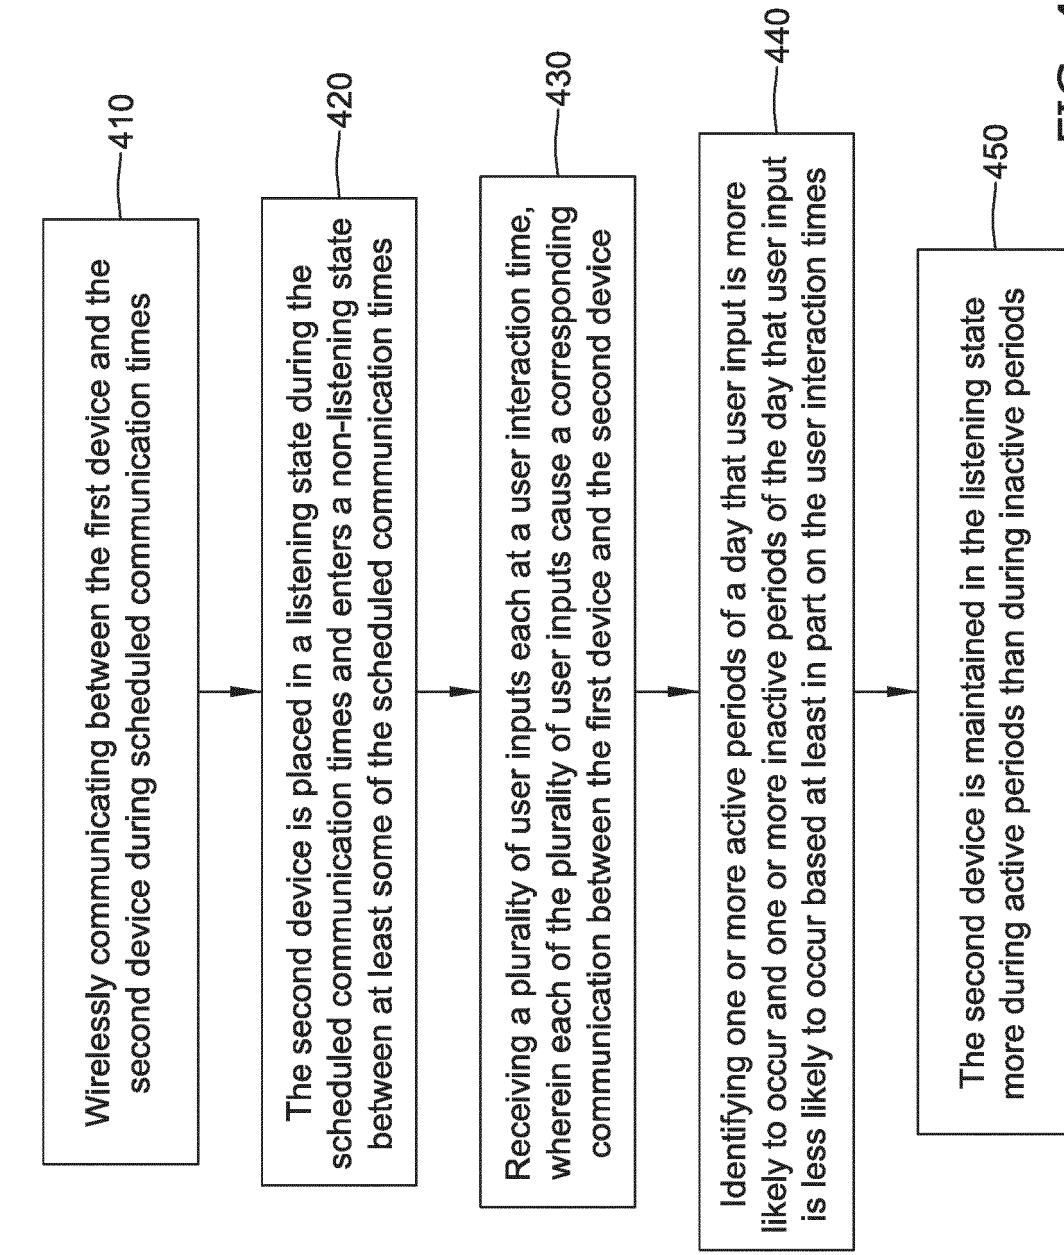 410
Wirelessly communicating between the first device and the
second device during scheduled communication times
420
The second device is placed in a listening state during the
scheduled communication times and enters a non-listening state
between at least some of the scheduled communication times
430
Receiving a plurality of user inputs each at a user interaction time,
wherein each of the plurality of user inputs cause a corresponding
communication between the first device and the second device
440
Identifying one or more active periods of a day that user input is more
likely to occur and one or more inactive periods of the day that user input
is less likely to occur based at least in part on the user interaction times
450
The second device is maintained in the listening state
more during active periods than during inactive periods
FIG.